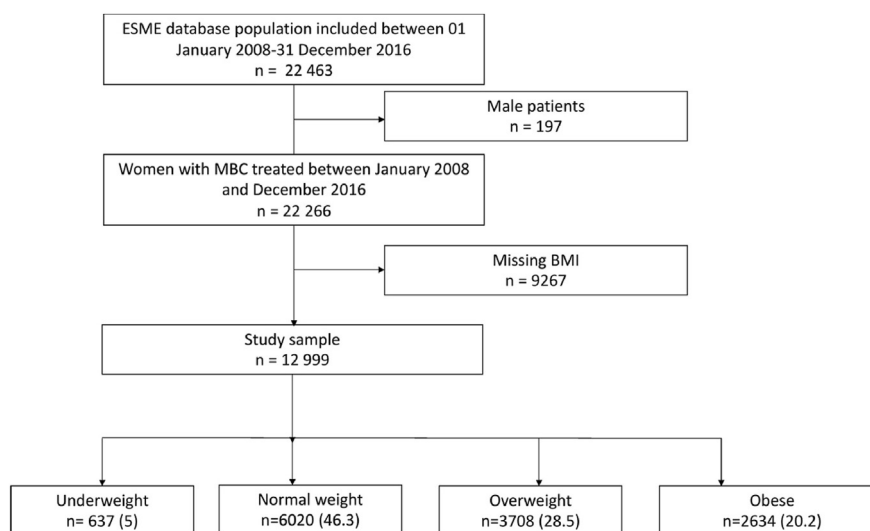 ESME database population included between 01
January 2008-31 December 2016
n = 22 463
Male patients
n = 197
Women with MBC treated between January 2008
and December 2016
n = 22 266
Missing BMI
n = 9267
Study sample
n = 12 999
Underweight
n= 637 (5)
Normal weight
n=6020 (46.3)
Overweight
n=3708 (28.5)
Obese
n=2634 (20.2)